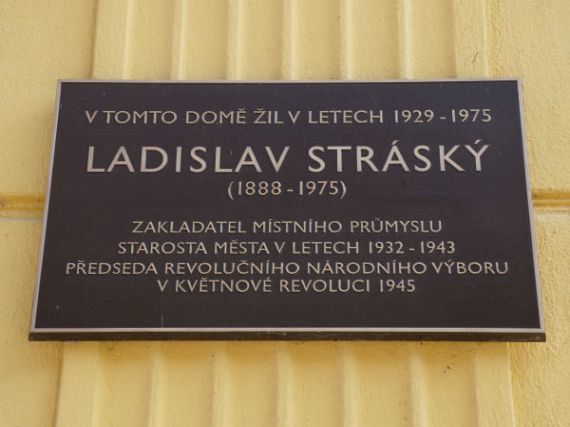 V TOMTO DOMĚ ŽIL V LETECH 1929 - 1975
LADISLAV STRÁSKÝ
(1888 - 1975)
ZAKLADATEL MÍSTNÍHO PRŮMYSLU
STAROSTA MĚSTA V LETECH 1932 - 1943
PŘEDSEDA REVOLUČNÍHO NÁRODNÍHO VÝBORU
V KVĚTNOVÉ REVOLUCI 1945